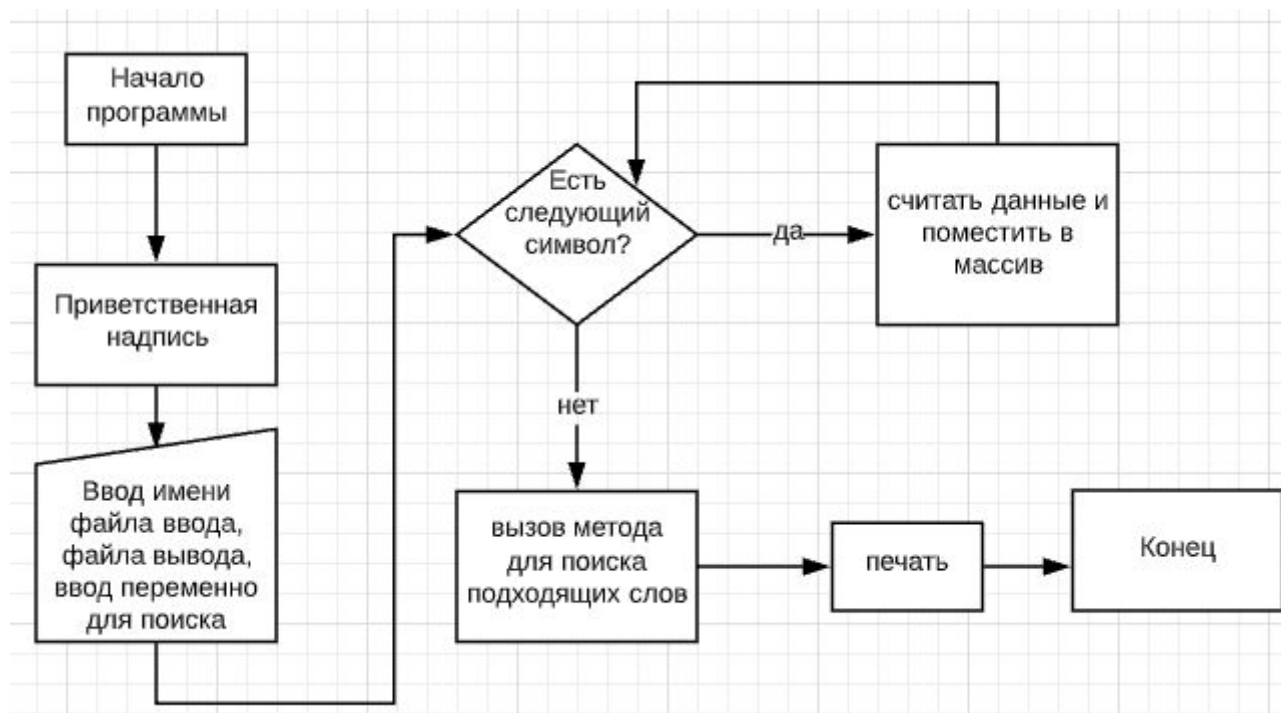 Начало
программы
Приветственная
надпись
Ввод имени
файла ввода,
файла вывода,
ввод переменно
для поиска
Есть
следующий
символ?
да
считать данные и
поместить в
массив
нет
вызов метода
для поиска
подходящих слов
печать
Конец